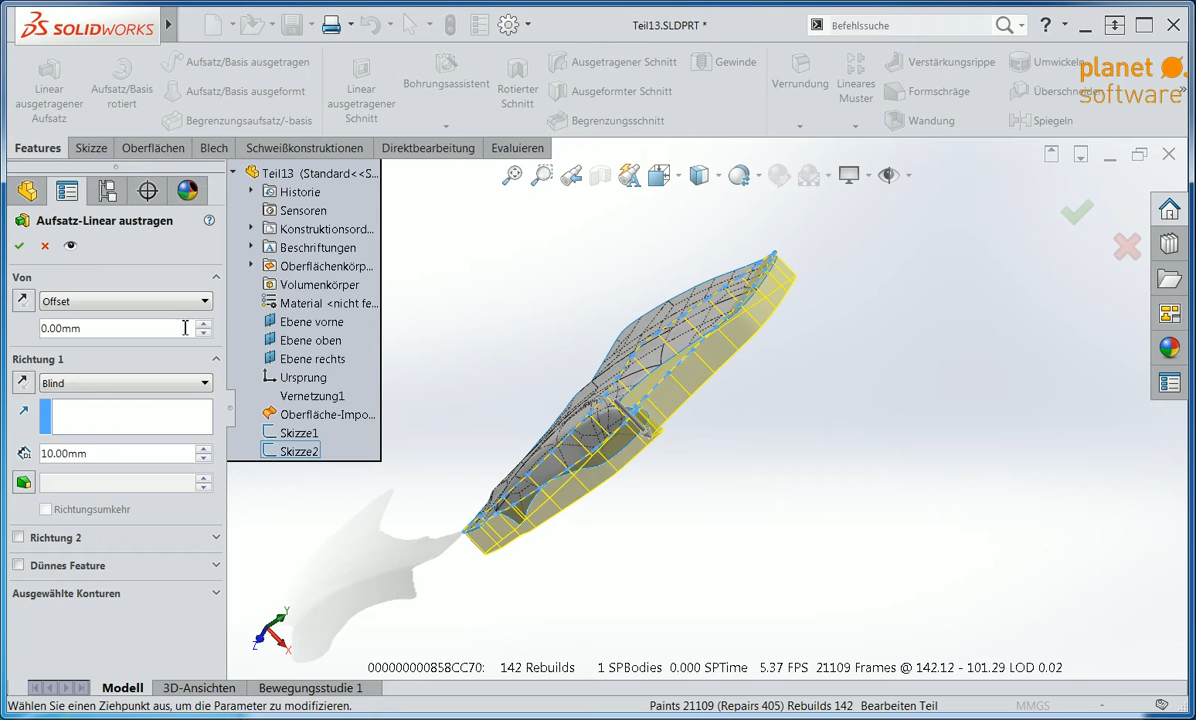 SOLIDWORKS
Teil13.SLDPRT *
Befehlssuche
?
planet
software
Linear ausgetragener Aufsatz
Aufsatz/Basis rotiert
Aufsatz/Basis ausgetragen
Aufsatz/Basis ausgeformt
Begrenzungsaufsatz/-basis
Linear ausgetragener Schnitt
Bohrungsassistent
Rotierter Schnitt
Ausgetragener Schnitt
Ausgeformter Schnitt
Begrenzungsschnitt
Gewinde
Verrundung
Lineares Muster
Verstärkungsrippe
Formschräge
Wandung
Umwickeln
Überschneiden
Spiegeln
Features
Skizze
Oberflächen
Blech
Schweißkonstruktionen
Direktbearbeitung
Evaluieren
Aufsatz-Linear austragen
Von
Offset
0.00mm
Richtung 1
Blind
10.00mm
Richtungsumkehr
Richtung 2
Dünnes Feature
Ausgewählte Konturen
Teil13 (Standard<<S...
Historie
Sensoren
Konstruktionsord...
Beschriftungen
Oberflächenkörp...
Volumenkörper
Material <nicht fe...
Ebene vorne
Ebene oben
Ebene rechts
Ursprung
Vernetzung1
Oberfläche-Impo...
Skizze1
Skizze2
Y
Z
X
000000000858CC70: 142 Rebuilds 1 SPBodies 0.000 SPTime 5.37 FPS 21109 Frames @ 142.12 - 101.29 LOD 0.02
Modell
3D-Ansichten
Bewegungsstudie 1
Wählen Sie einen Ziehpunkt aus, um die Parameter zu modifizieren.
Paints 21109 (Repairs 405) Rebuilds 142 Bearbeiten Teil
MMGS